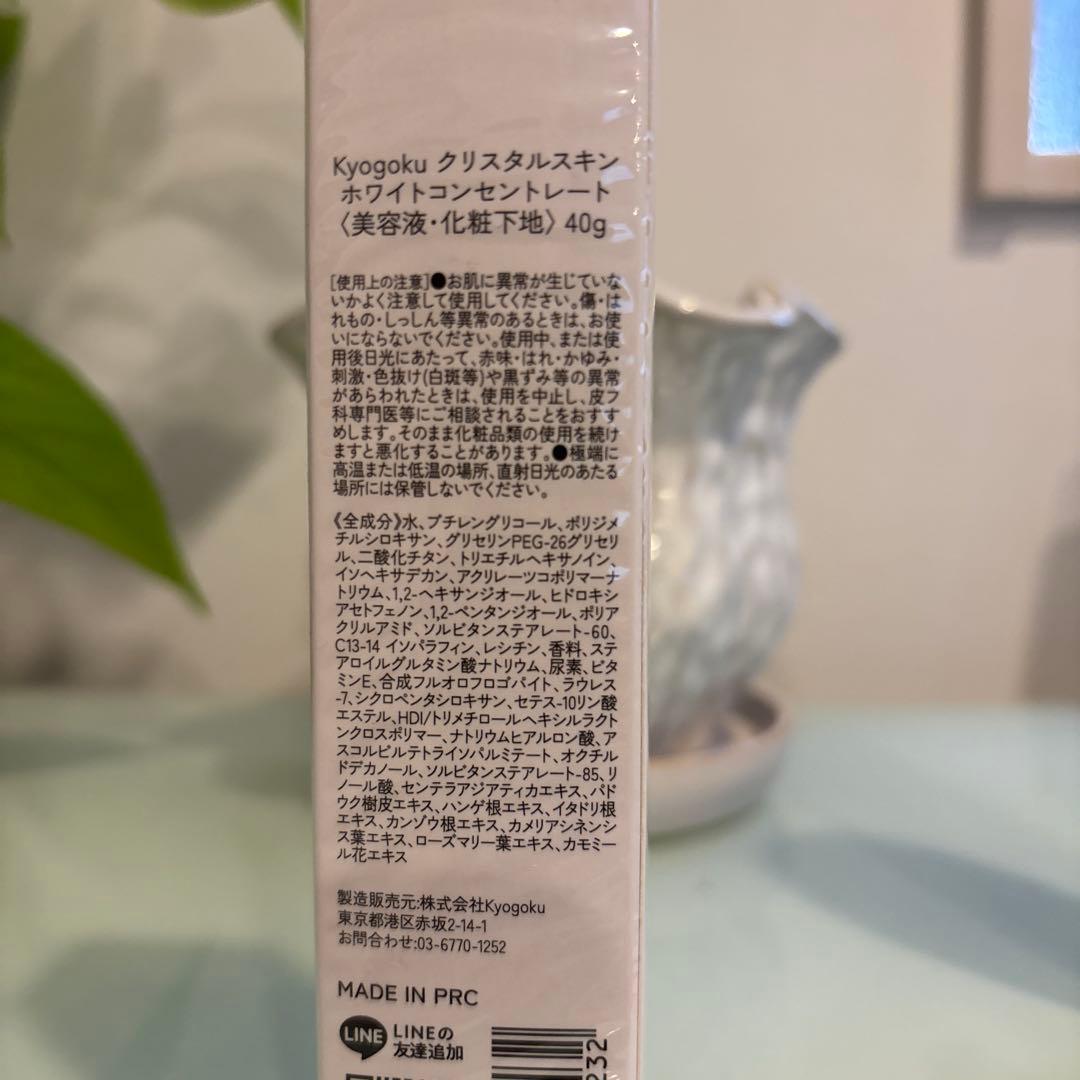 Kyogoku クリスタルスキン
ホワイトコンセントレート
〈美容液・化粧下地〉 40g
[使用上の注意]●お肌に異常が生じていな
いかよく注意して使用してください。傷・は
れもの・しっしん等異常のあるときは、お使
いにならないでください。使用中、または使
用後日光にあたって、赤味・はれ・かゆみ・
刺激・色抜け(白斑等)や黒ずみ等の異常
があらわれたときは、使用を中止し、皮フ
科専門医等にご相談されることをおすす
めします。そのまま化粧品類の使用を続け
ますと悪化することがあります。●極端に
高温または低温の場所、直射日光のあたる
場所には保管しないでください。
《全成分》水、ブチレングリコール、ポリジメ
チルシロキサン、グリセリンPEG-26グリセリ
ル、二酸化チタン、トリエチルヘキサノイン、
イソヘキサデカン、アクリレーツコポリマーナ
トリウム、1,2-ヘキサンジオール、ヒドロキシ
アセトフェノン、1,2-ペンタンジオール、ポリア
クリルアミド、ソルビタンステアレート-60、
C13-14 イソパラフィン、レシチン、香料、ステ
アロイルグルタミン酸ナトリウム、尿素、ビタ
ミンE、合成フルオロフロゴパイト、ラウレス
-7、シクロペンタシロキサン、セテス-10リン酸
エステル、HDI/トリメチロールヘキシルラクト
ンクロスポリマー、ナトリウムヒアルロン酸、ア
スコルビルテトライソパルミテート、オクチル
ドデカノール、ソルビタンステアレート-85、リ
ノール酸、センテラアジアティカエキス、パド
ウク樹皮エキス、ハンゲ根エキス、イタドリ根
エキス、カンゾウ根エキス、カメリアシネンシ
ス葉エキス、ローズマリー葉エキス、カモミー
ル花エキス
製造販売元:株式会社Kyogoku
東京都港区赤坂2-14-1
お問合わせ:03-6770-1252
MADE IN PRC
LINE
LINEの
友達追加
232